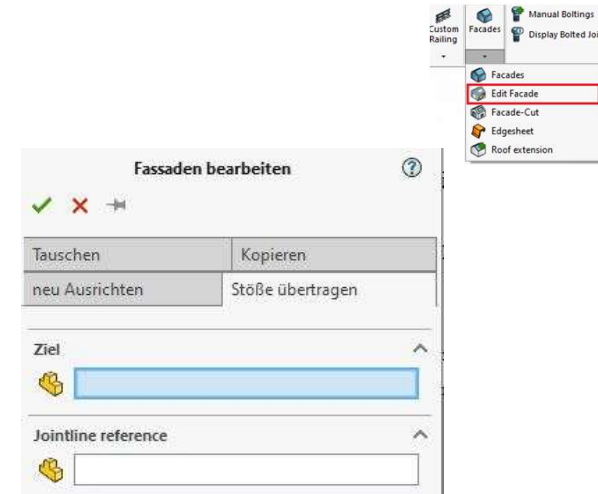 Custom
Railing
Facades
Manual Boltings
Display Bolted Joi
Facades
Edit Facade
Facade-Cut
Edgesheet
Roof extension
Fassaden bearbeiten
Tauschen
Kopieren
neu Ausrichten
Stöße übertragen
Ziel
Jointline reference